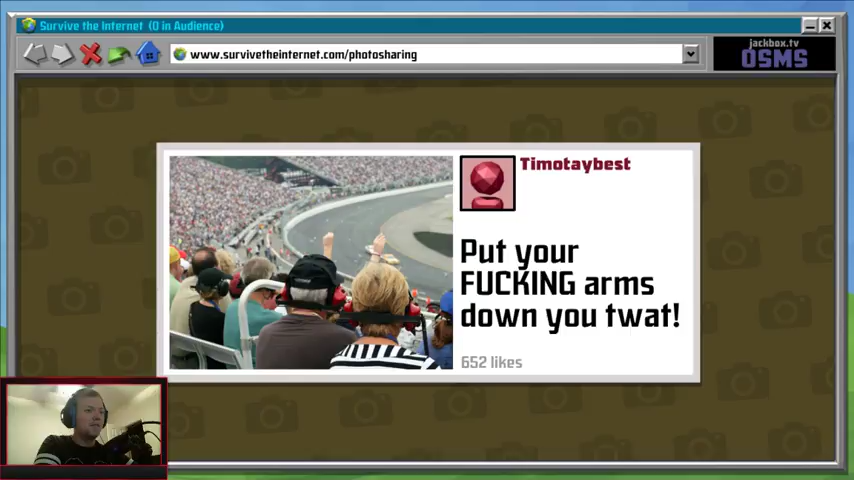 Survive the Internet (0 in Audience)
www.survivetheinternet.com/photosharing
jackbox.tv
OSMS
Timotaybest
Put your
FUCKING arms
down you twat!
652 likes